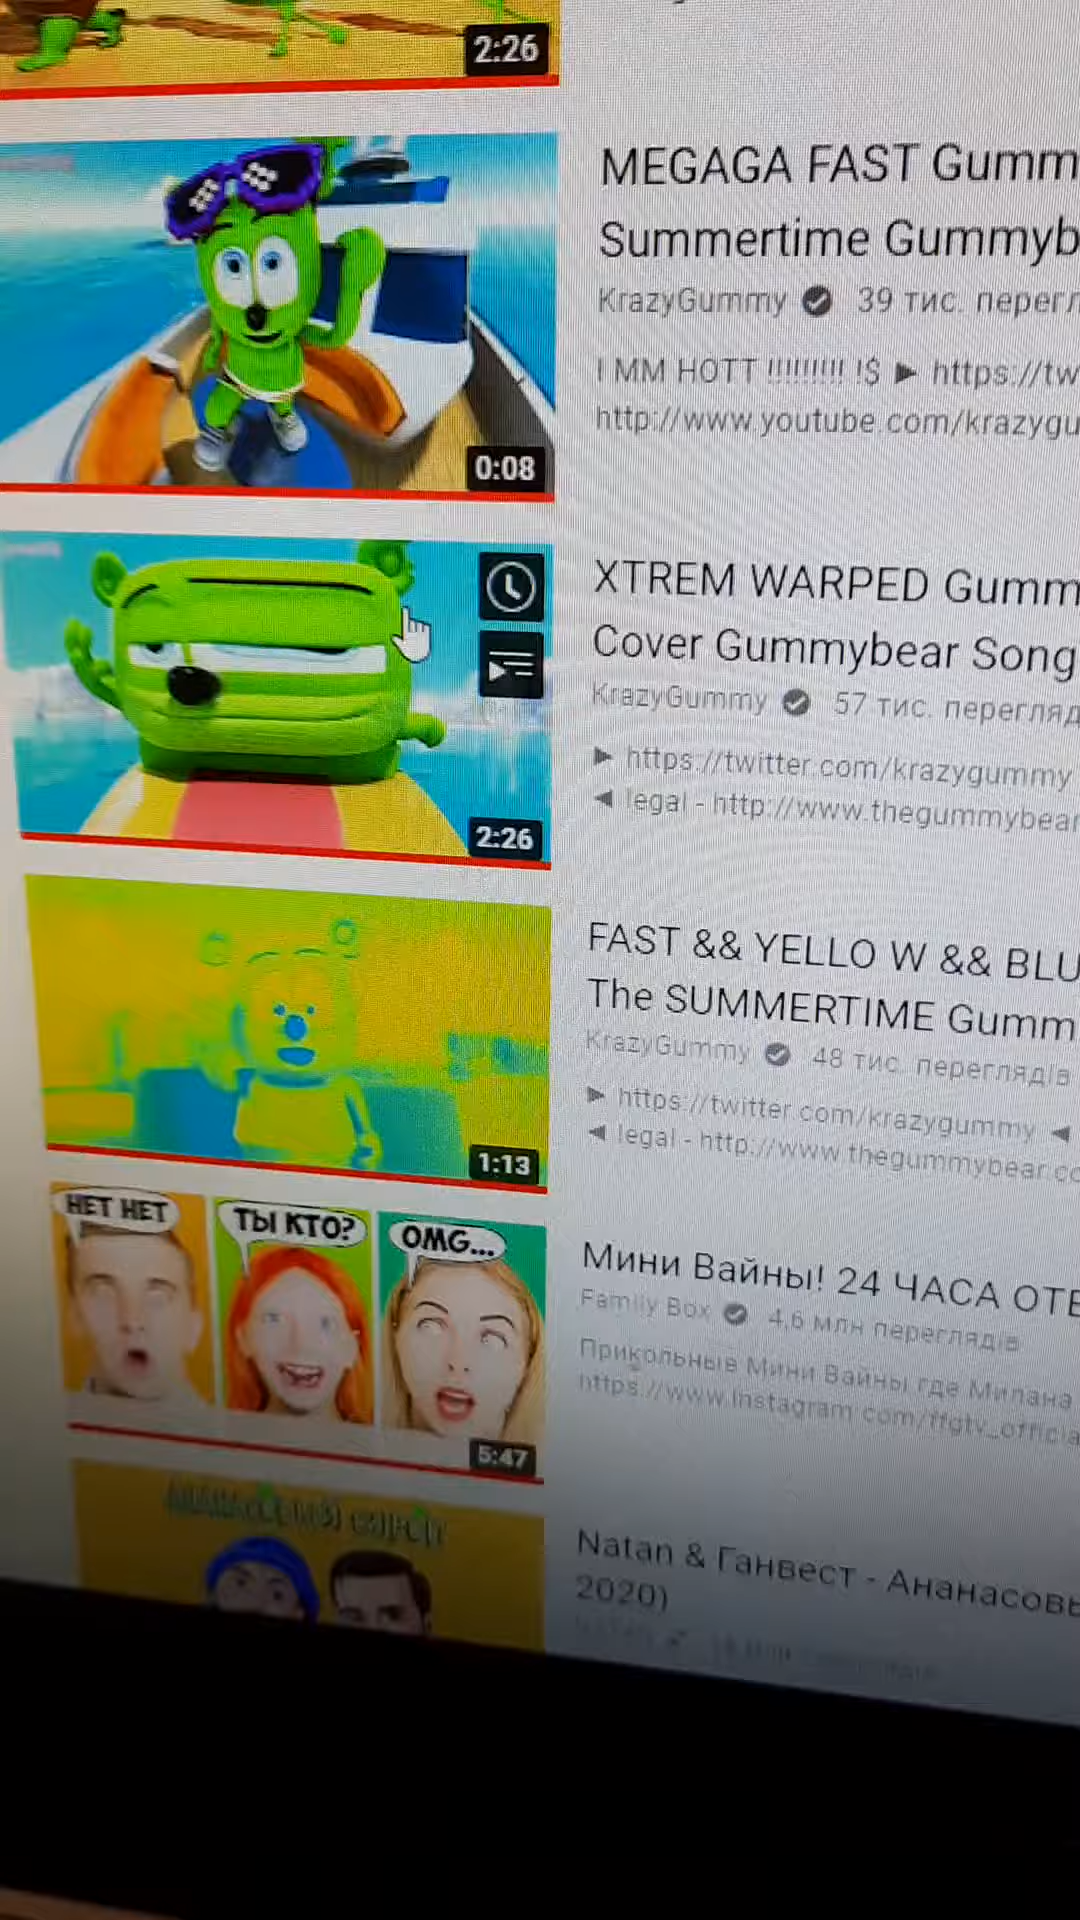 2:26
MEGAGA FAST Gumm
Summertime Gummyb
KrazyGummy 39 тис. перегл
I MM HOTT !!!!!!!!! !$ ► https://tw
http://www.youtube.com/krazygu
0:08
XTREM WARPED Gumm
Cover Gummybear Song
KrazyGummy 57 тис. перегляд
► https://twitter.com/krazygummy
◄ legal - http://www.thegummybear
2:26
FAST && YELLO W && BLU
The SUMMERTIME Gumm
KrazyGummy 48 тис. переглядів
► https://twitter.com/krazygummy ◄
◄ legal - http://www.thegummybear.co
1:13
НЕТ НЕТ
ТЫ КТО?
OMG...
Мини Вайны! 24 ЧАСА ОТЕ
Family Box 4,6 млн переглядів
Прикольные Мини Вайны где Милана
https://www.instagram.com/ffgtv_officia
5:47
Natan & Ганвест - Ананасовы
2020)